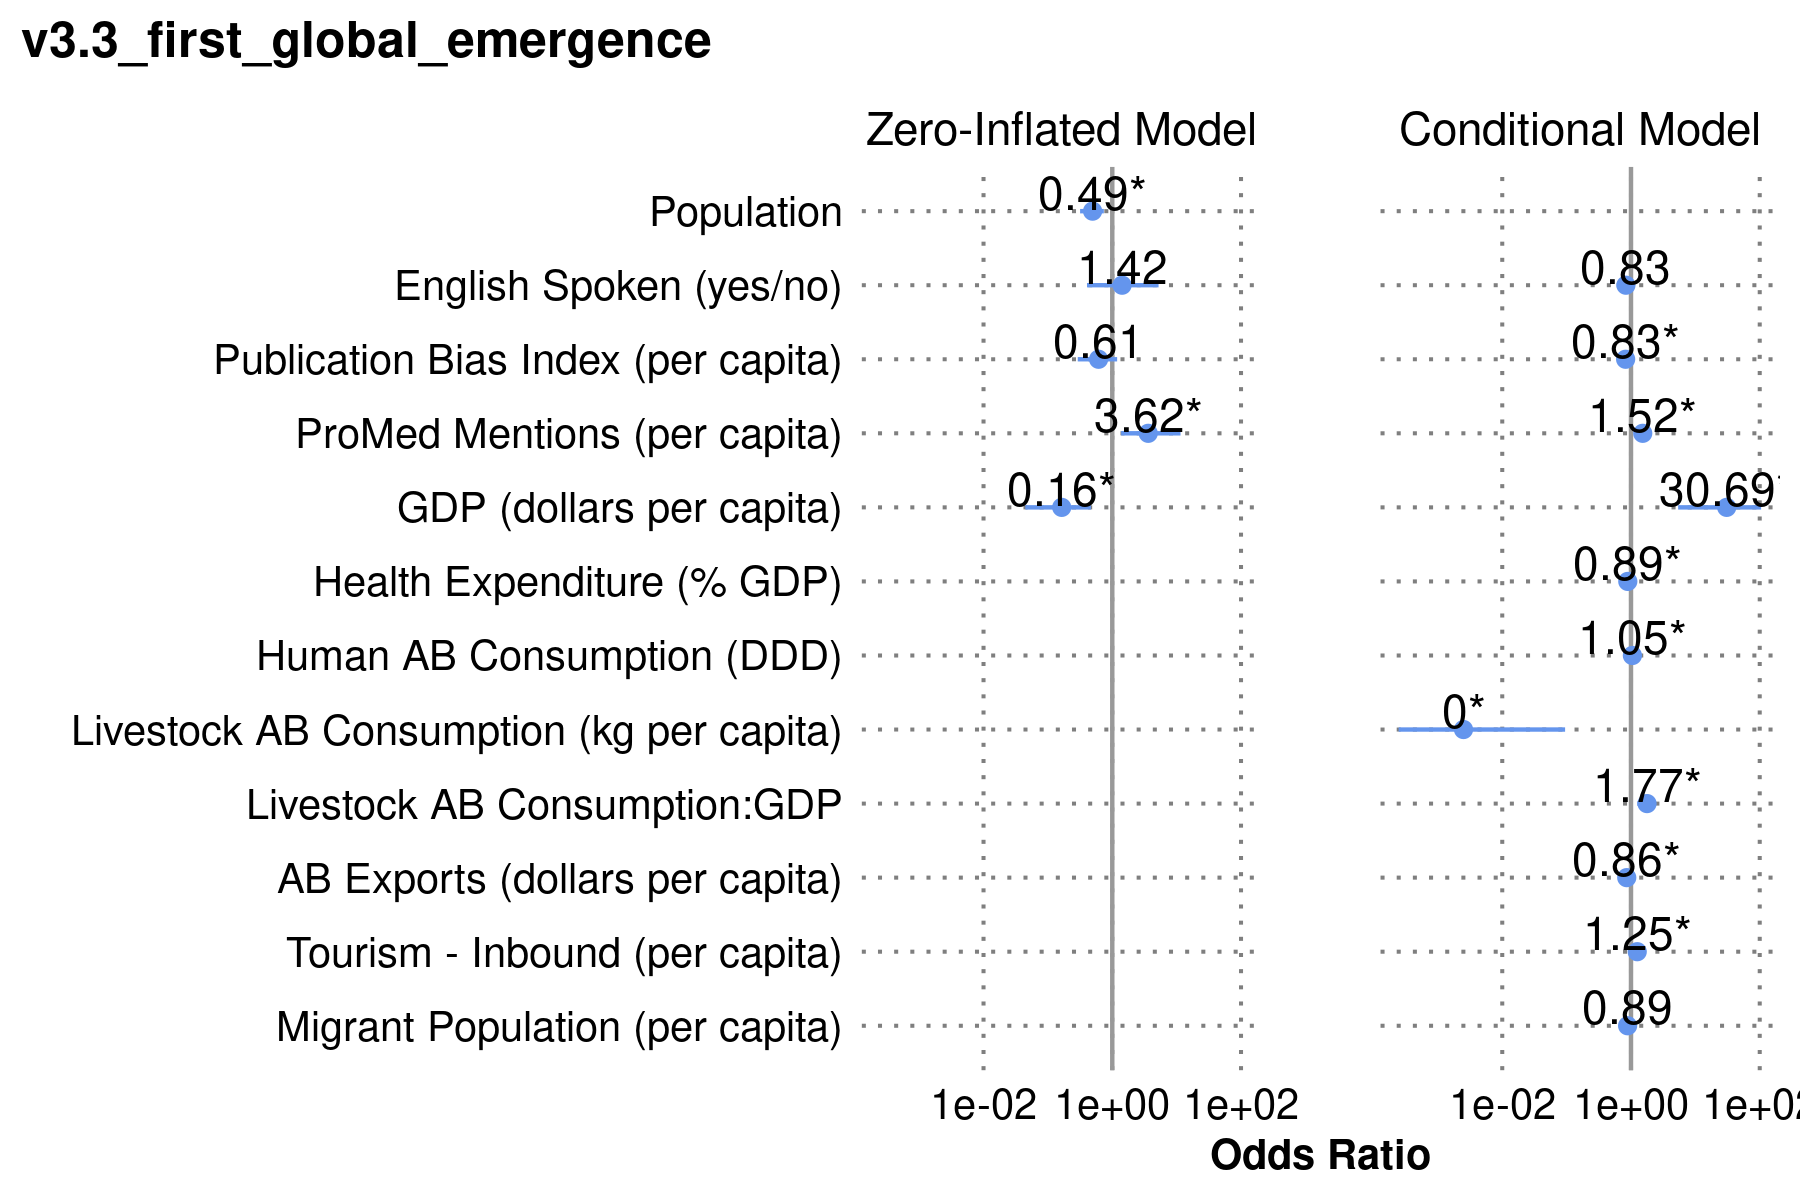 v3.3_first_global_emergence
Zero-Inflated Model Conditional Model
Population 0.49*
English Spoken (yes/no) 1.42 0.83
Publication Bias Index (per capita) 0.61 0.83*
ProMed Mentions (per capita) 3.62* 1.52*
GDP (dollars per capita) 0.16* 30.69*
Health Expenditure (% GDP) 0.89*
Human AB Consumption (DDD) 1.05*
Livestock AB Consumption (kg per capita) 0*
Livestock AB Consumption:GDP 1.77*
AB Exports (dollars per capita) 0.86*
Tourism - Inbound (per capita) 1.25*
Migrant Population (per capita) 0.89
1e-02 1e+00 1e+02 1e-02 1e+00 1e+02
Odds Ratio